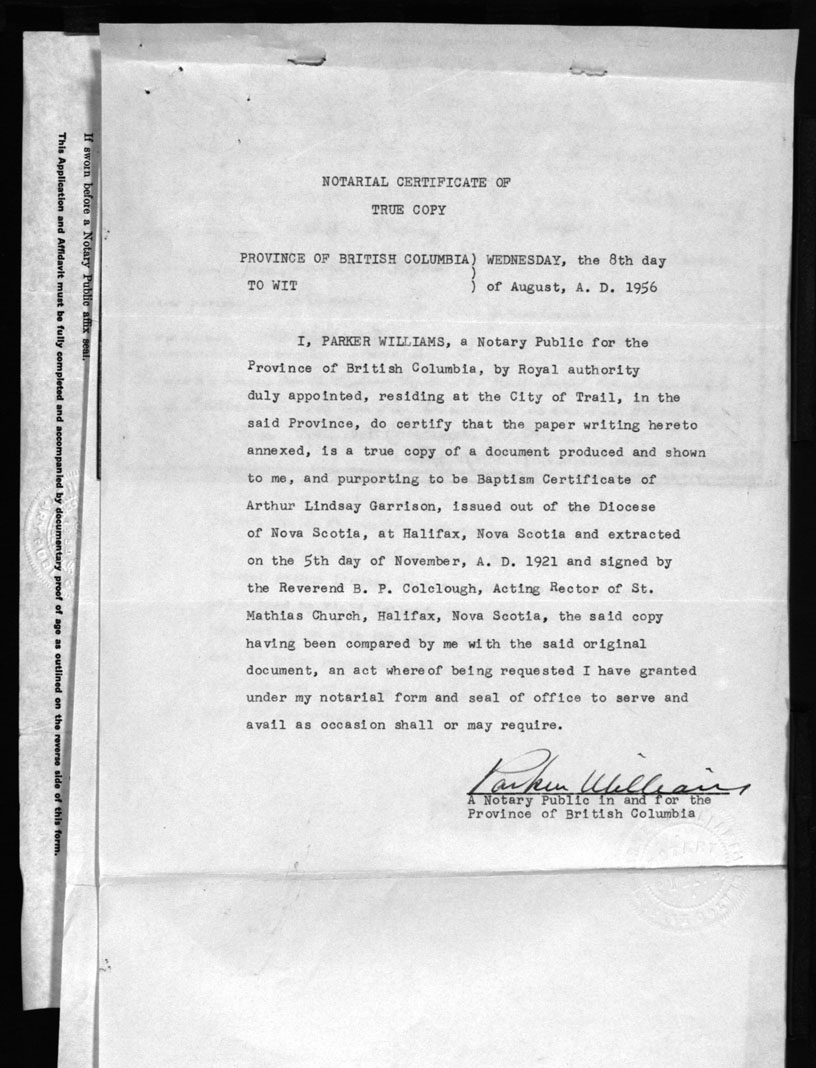 NOTARIAL CERTIFICATE OF
TRUE COPY
PROVINCE OF BRITISH COLUMBIA) WEDNESDAY, the 8th day
)
TO WIT ) of August, A. D. 1956
I, PARKER WILLIAMS, a Notary Public for the
Province of British Columbia, by Royal authority
duly appointed, residing at the City of Trail, in the
said Province, do certify that the paper writing hereto
annexed, is a true copy of a document produced and shown
to me, and purporting to be Baptism Certificate of
Arthur Lindsay Garrison, issued out of the Diocese
of Nova Scotia, at Halifax, Nova Scotia and extracted
on the 5th day of November, A. D. 1921 and signed by
the Reverend B. P. Colclough, Acting Rector of St.
Mathias Church, Halifax, Nova Scotia, the said copy
having been compared by me with the said original
document, an act whereof being requested I have granted
under my notarial form and seal of office to serve and
avail as occasion shall or may require.
Parker Williams
A Notary Public in and for the
Province of British Columbia
If sworn before a Notary Public affix seal.
This Application and Affidavit must be fully completed and accompanied by documentary proof of age as outlined on the reverse side of this form.